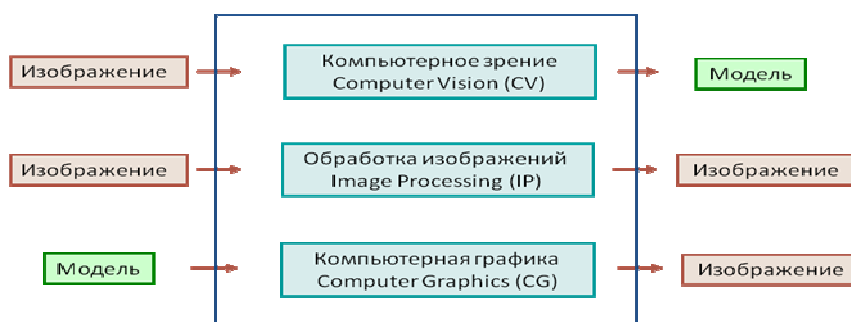 Изображение
Компьютерное зрение
Computer Vision (CV)
Модель
Изображение
Обработка изображений
Image Processing (IP)
Изображение
Модель
Компьютерная графика
Computer Graphics (CG)
Изображение